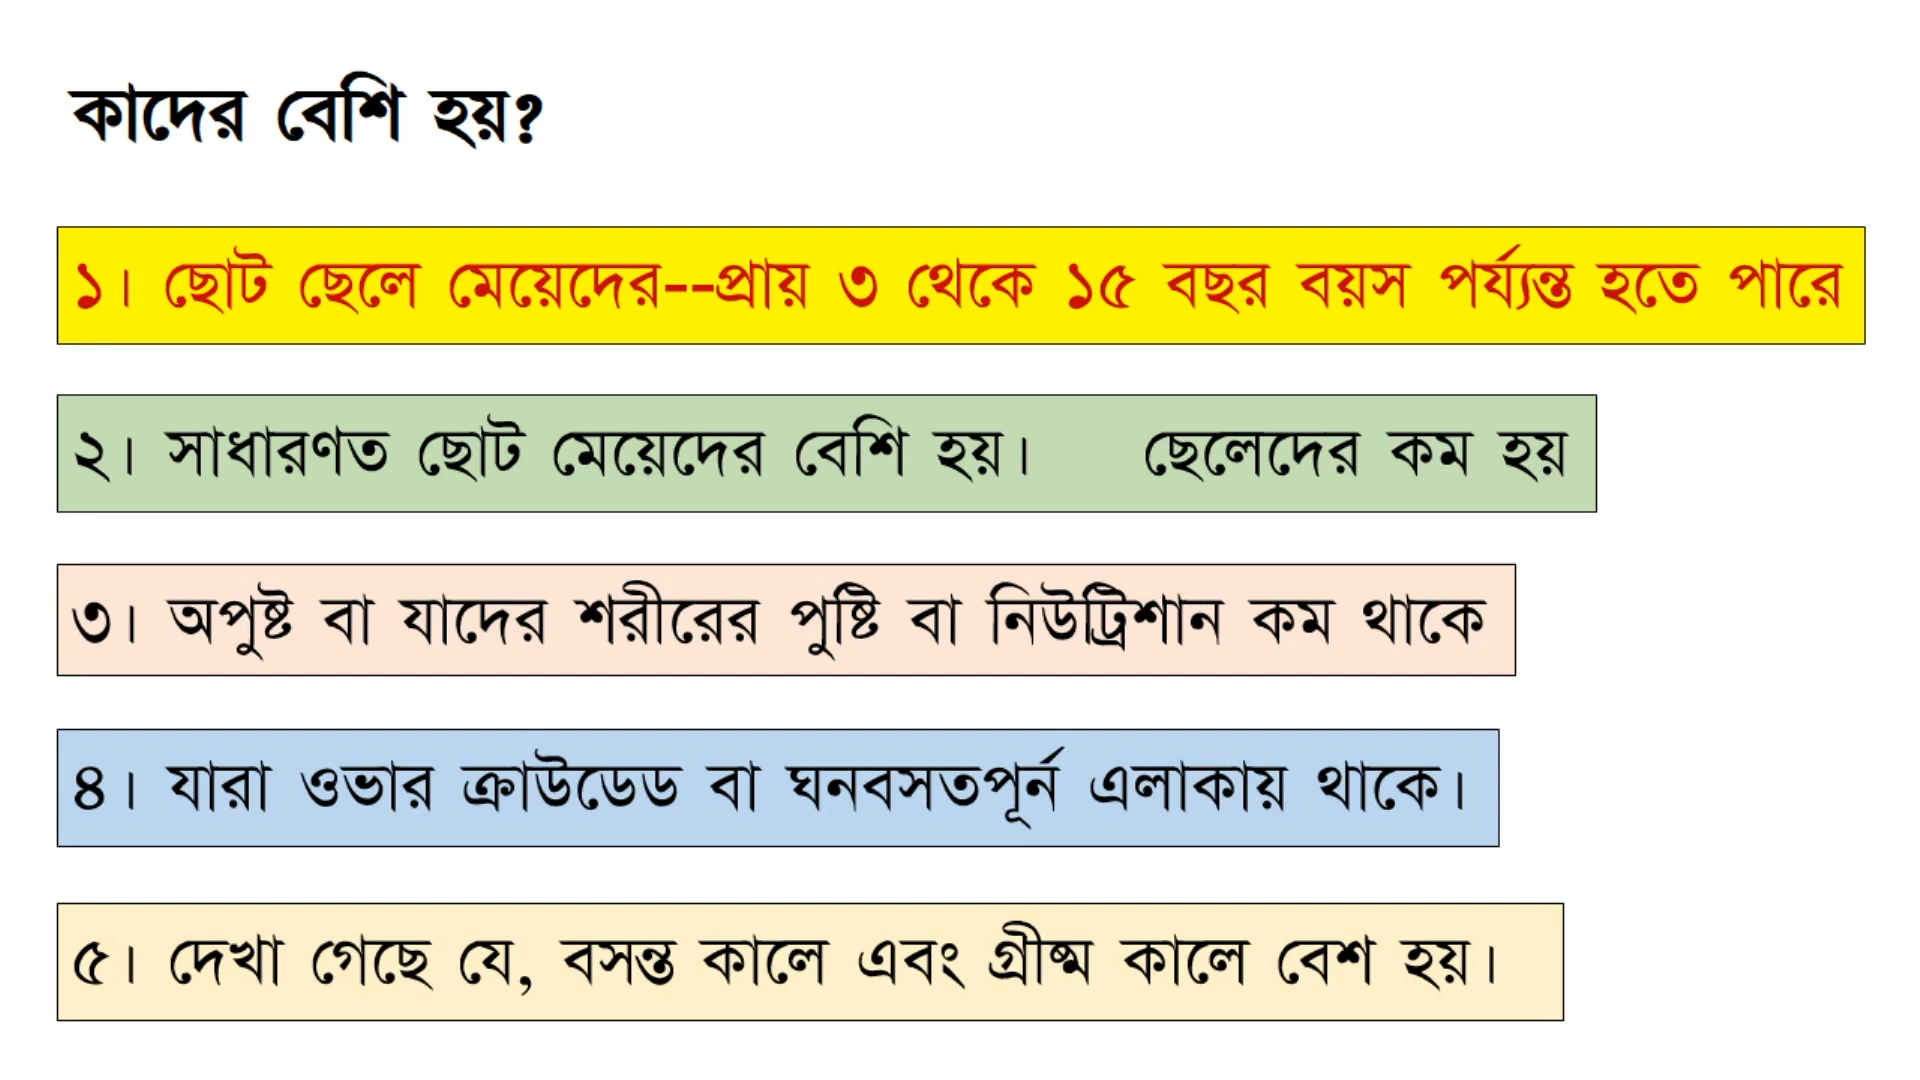 কাদের বেশি হয়?
১। ছোট ছেলে মেয়েদের--প্রায় ৩ থেকে ১৫ বছর বয়স পর্য্যন্ত হতে পারে
২। সাধারণত ছোট মেয়েদের বেশি হয়। ছেলেদের কম হয়
৩। অপুষ্ট বা যাদের শরীরের পুষ্টি বা নিউট্রিশান কম থাকে
৪। যারা ওভার ক্রাউডেড বা ঘনবসতপূর্ন এলাকায় থাকে।
৫। দেখা গেছে যে, বসন্ত কালে এবং গ্রীষ্ম কালে বেশ হয়।